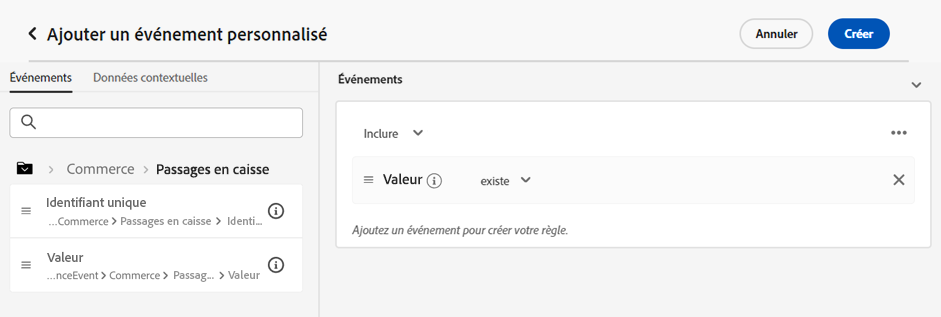 Ajouter un événement personnalisé
Annuler
Créer
Événements
Données contextuelles
Commerce > Passages en caisse
Identifiant unique
...Commerce > Passages en caisse > Identi...
Valeur
...nceEvent > Commerce > Passag... > Valeur
Événements
Inclure
Valeur existe
Ajoutez un événement pour créer votre règle.